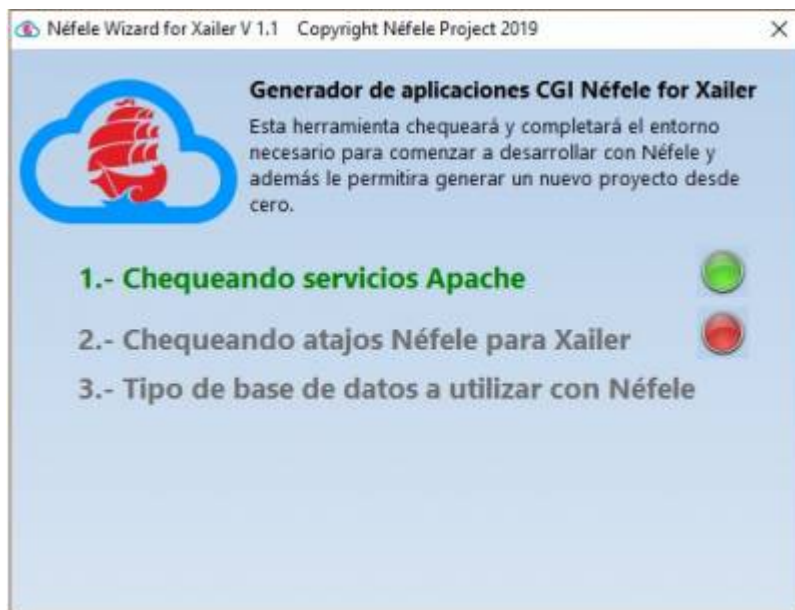 Néfele Wizard for Xailer V 1.1 Copyright Néfele Project 2019
Generador de aplicaciones CGI Néfele for Xailer
Esta herramienta chequeará y completará el entorno
necesario para comenzar a desarrollar con Néfele y
además le permitira generar un nuevo proyecto desde
cero.
1.- Chequeando servicios Apache
2.- Chequeando atajos Néfele para Xailer
3.- Tipo de base de datos a utilizar con Néfele